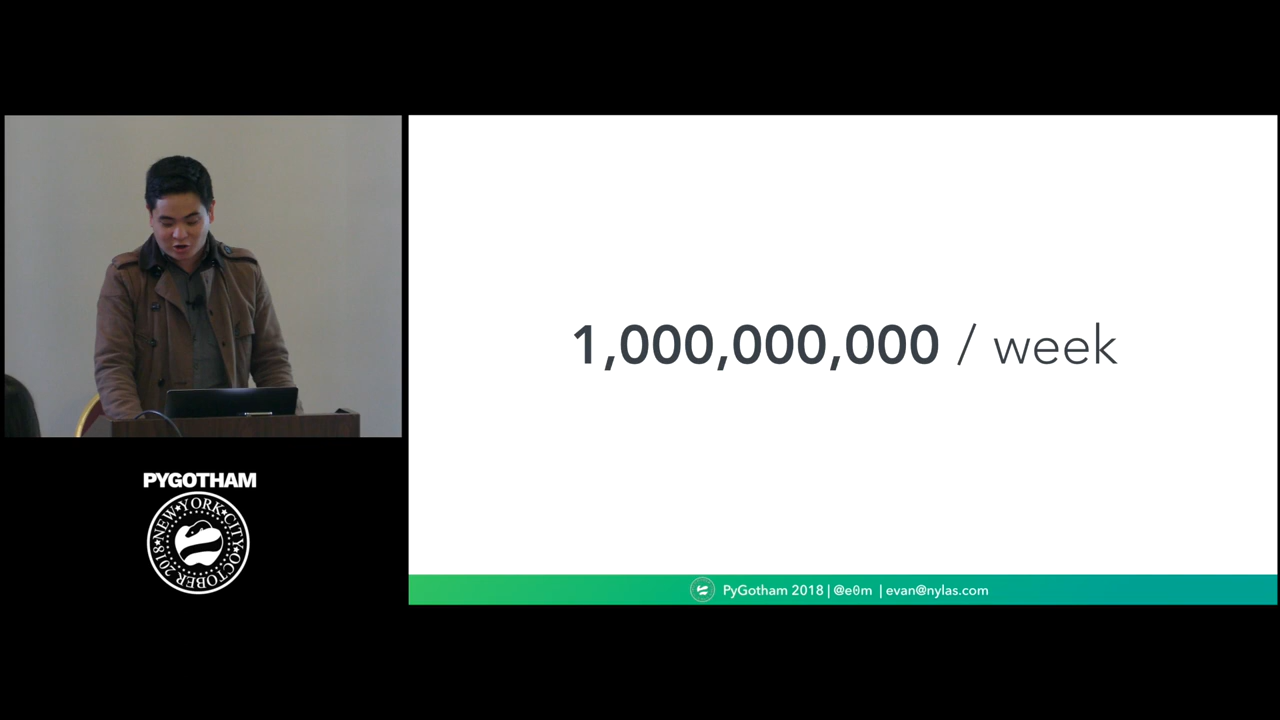 1,000,000,000 / week
PYGOTHAM
NEW★YORK★CITY★OCTOBER 2018★
PyGotham 2018 | @e0m | evan@nylas.com